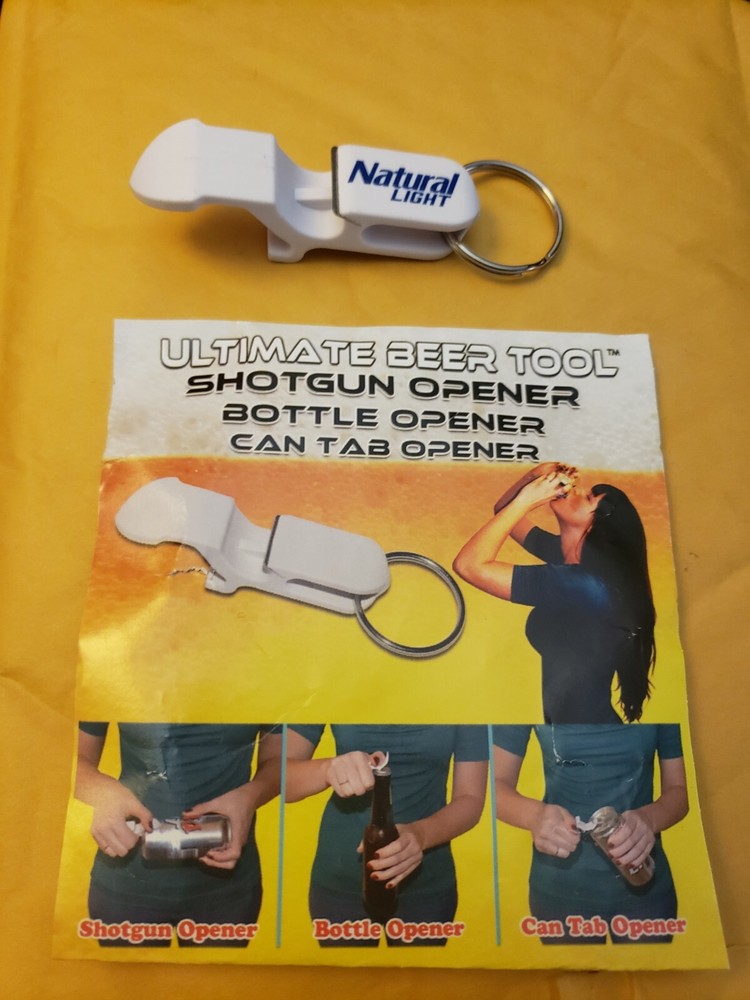 Natural
LIGHT
ULTIMATE BEER TOOL™
SHOTGUN OPENER
BOTTLE OPENER
CAN TAB OPENER
Shotgun Opener
Bottle Opener
Can Tab Opener